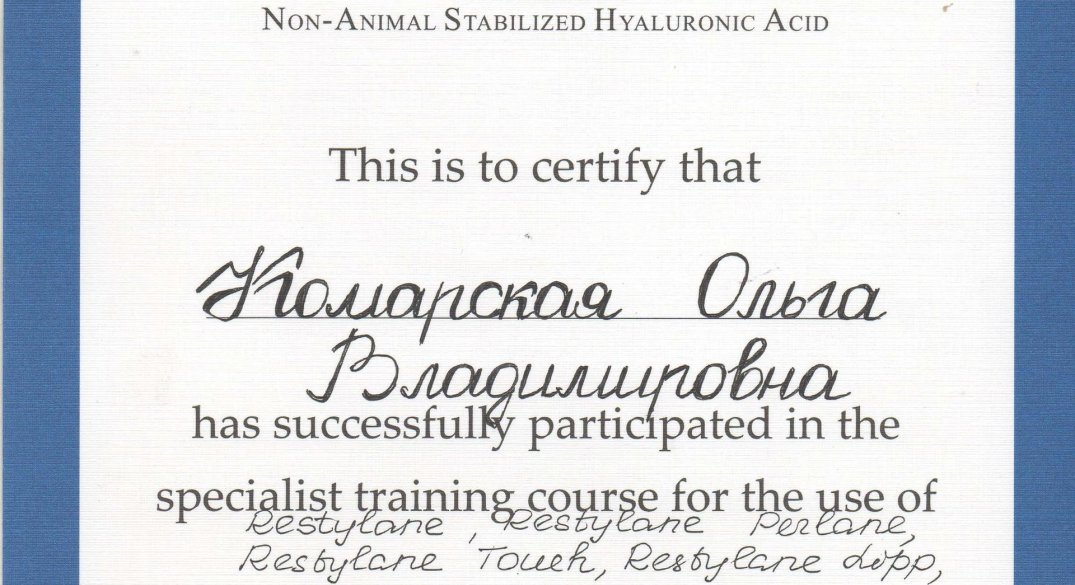 Non-Animal Stabilized Hyaluronic Acid
This is to certify that
Комарская Ольга
Владимировна
has successfully participated in the
specialist training course for the use of
Restylane, Restylane Perlane,
Restylane Touch, Restylane Lipp,